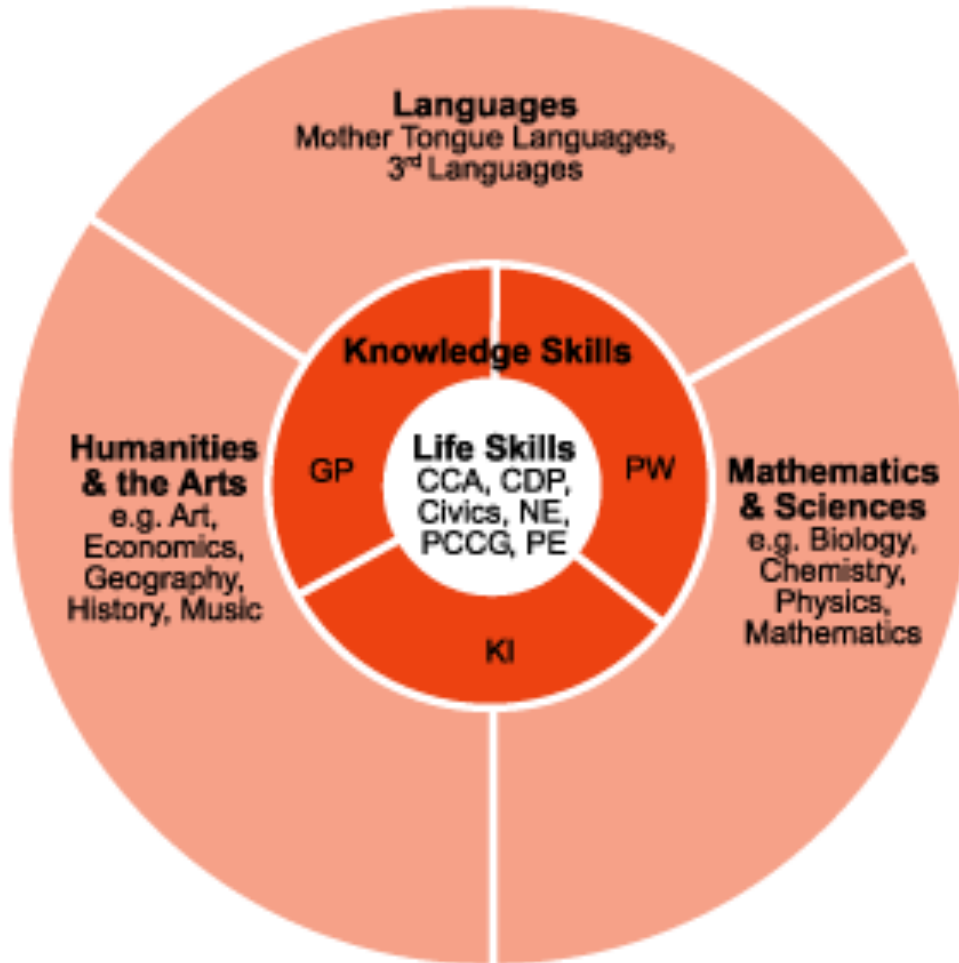 Languages
Mother Tongue Languages,
3rd Languages
Knowledge Skills
GP
PW
KI
Life Skills
CCA, CDP,
Civics, NE,
PCCG, PE
Humanities
& the Arts
e.g. Art,
Economics,
Geography,
History, Music
Mathematics
& Sciences
e.g. Biology,
Chemistry,
Physics,
Mathematics